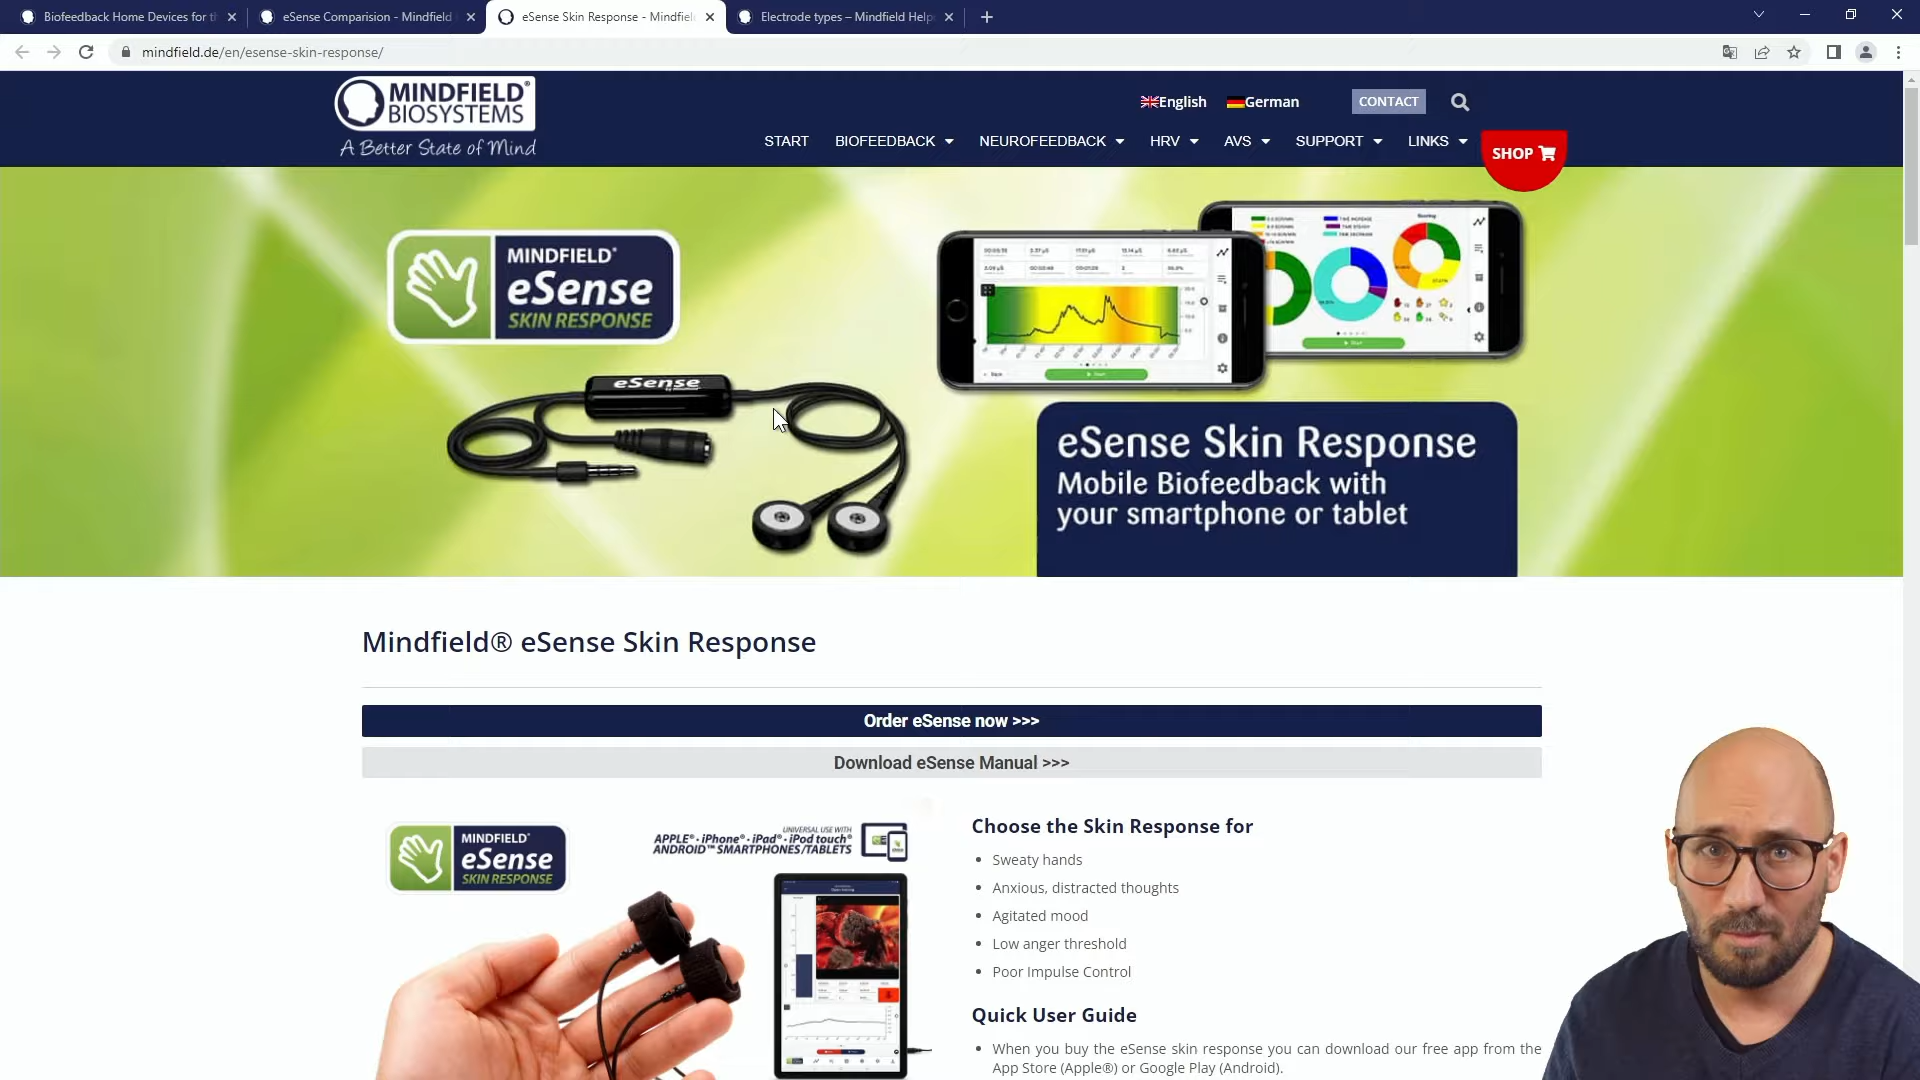 Backround Home Devices for t
eSense Comparision - Mindfield
eSense Skin Response - Mindfiel
Electrode types – Mindfield Help
mindfield.de/en/esense-skin-response/
MINDFIELD®
BIOSYSTEMS
A Better State of Mind
English
German
CONTACT
START
BIOFEEDBACK
NEUROFEEDBACK
HRV
AVS
SUPPORT
LINKS
SHOP
MINDFIELD®
eSense
SKIN RESPONSE
eSense
Start
Start
eSense Skin Response
Mobile Biofeedback with
your smartphone or tablet
Mindfield® eSense Skin Response
Order eSense now >>>
Download eSense Manual >>>
MINDFIELD®
eSense
SKIN RESPONSE
UNIVERSAL USE WITH
APPLE® · iPhone® · iPad® · iPod touch®
ANDROID™ SMARTPHONES/TABLETS
Choose the Skin Response for
Sweaty hands
Anxious, distracted thoughts
Agitated mood
Low anger threshold
Poor Impulse Control
Quick User Guide
When you buy the eSense skin response you can download our free app from the
App Store (Apple®) or Google Play (Android).